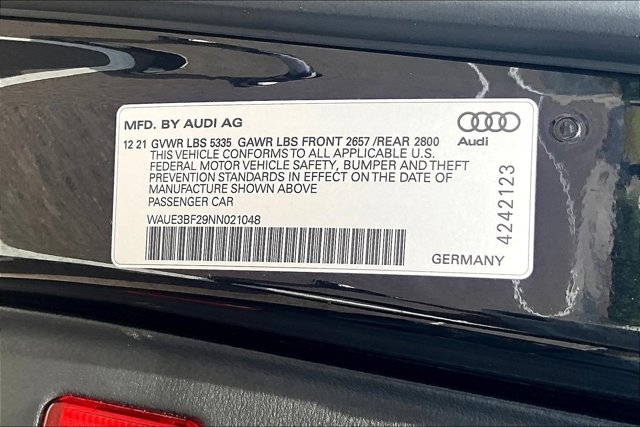 MFD. BY AUDI AG
12 21 GVWR LBS 5335 GAWR LBS FRONT 2657 /REAR 2800
THIS VEHICLE CONFORMS TO ALL APPLICABLE U.S.
FEDERAL MOTOR VEHICLE SAFETY, BUMPER AND THEFT
PREVENTION STANDARDS IN EFFECT ON THE DATE OF
MANUFACTURE SHOWN ABOVE
PASSENGER CAR
WAUE3BF29NN021048
Audi
4242123
GERMANY